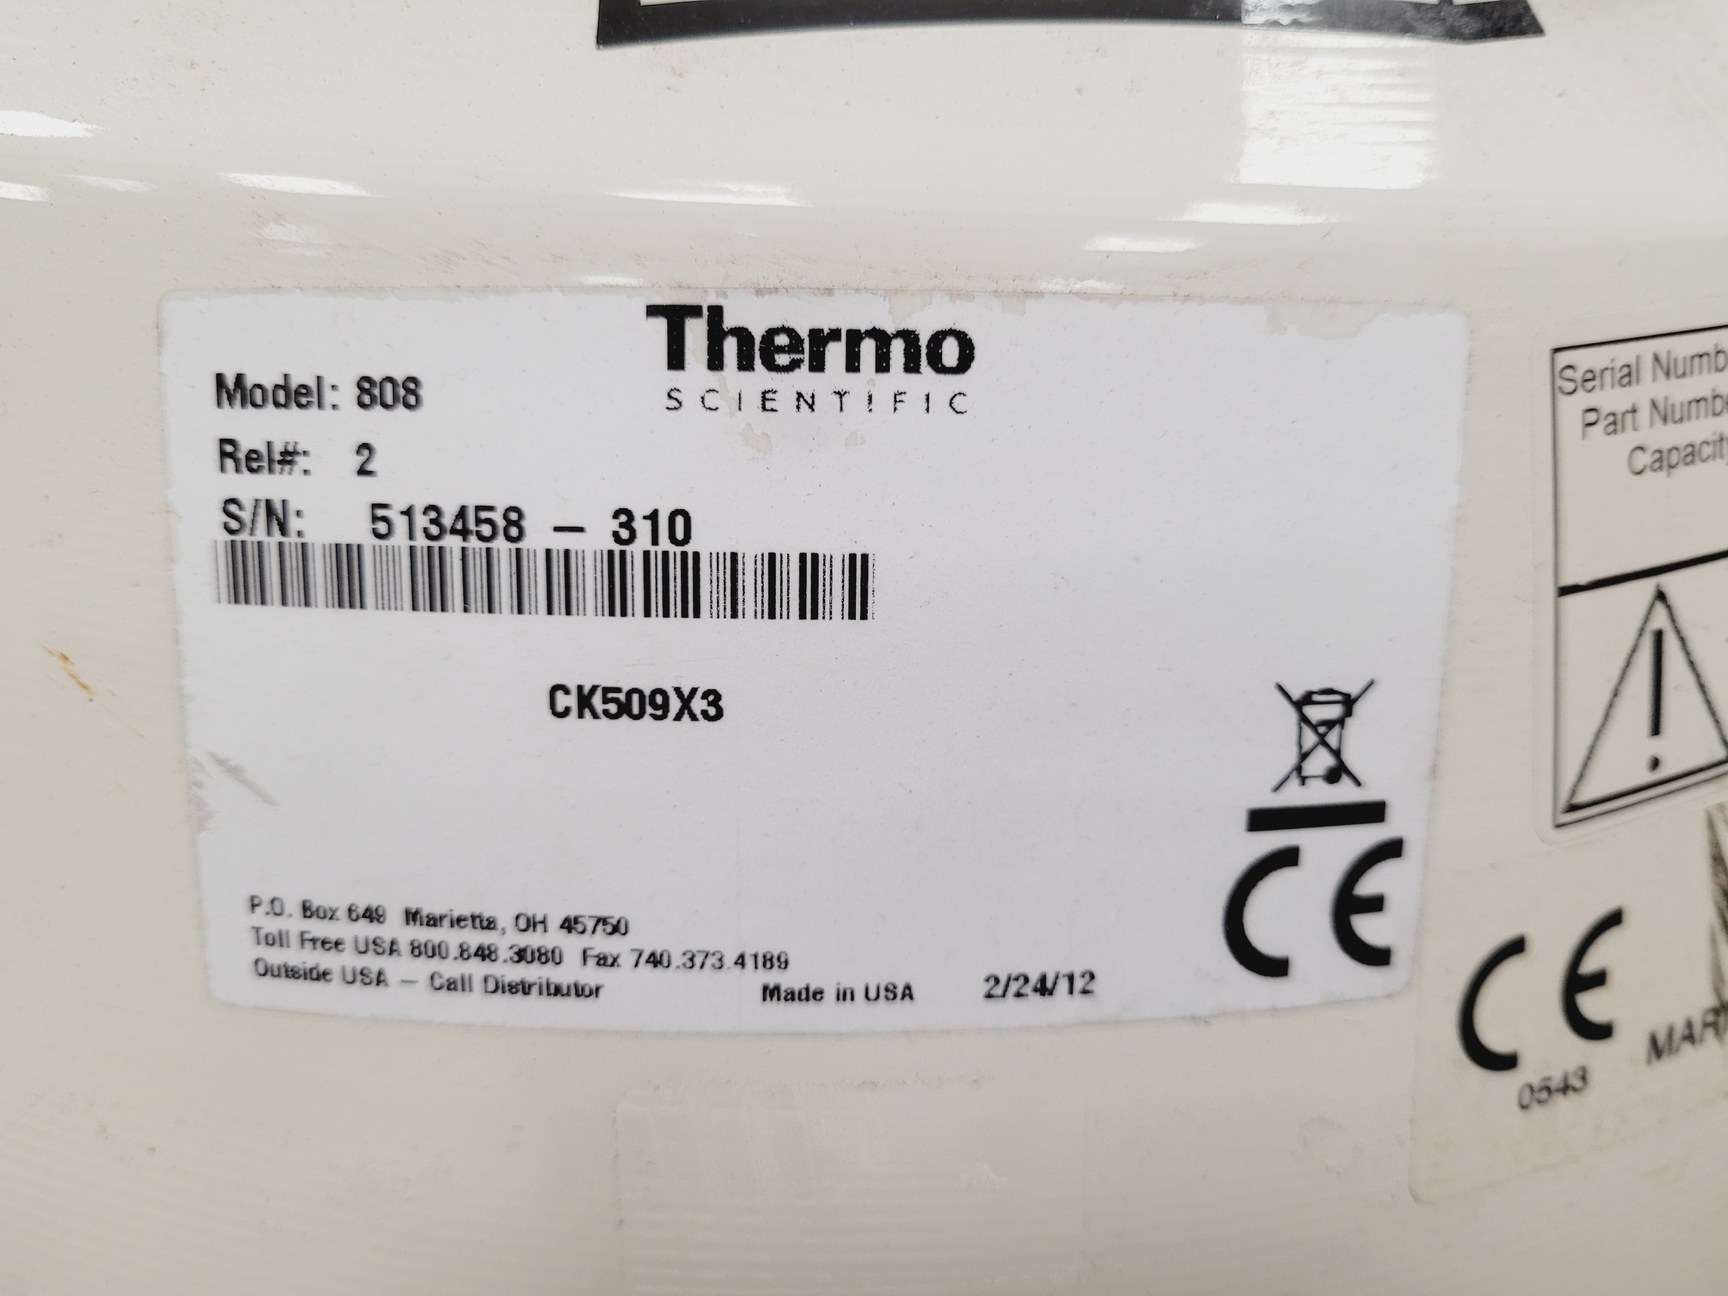 Thermo
SCIENTIFIC
Model: 808
Rel#: 2
S/N: 513458 – 310
CK509X3
P.O. Box 649 Marietta, OH 45750
Toll Free USA 800.848.3080 Fax 740.373.4189
Outside USA – Call Distributor
Made in USA 2/24/12
CE
Serial Numb
Part Numb
Capacit
!
CE
0543
MAR